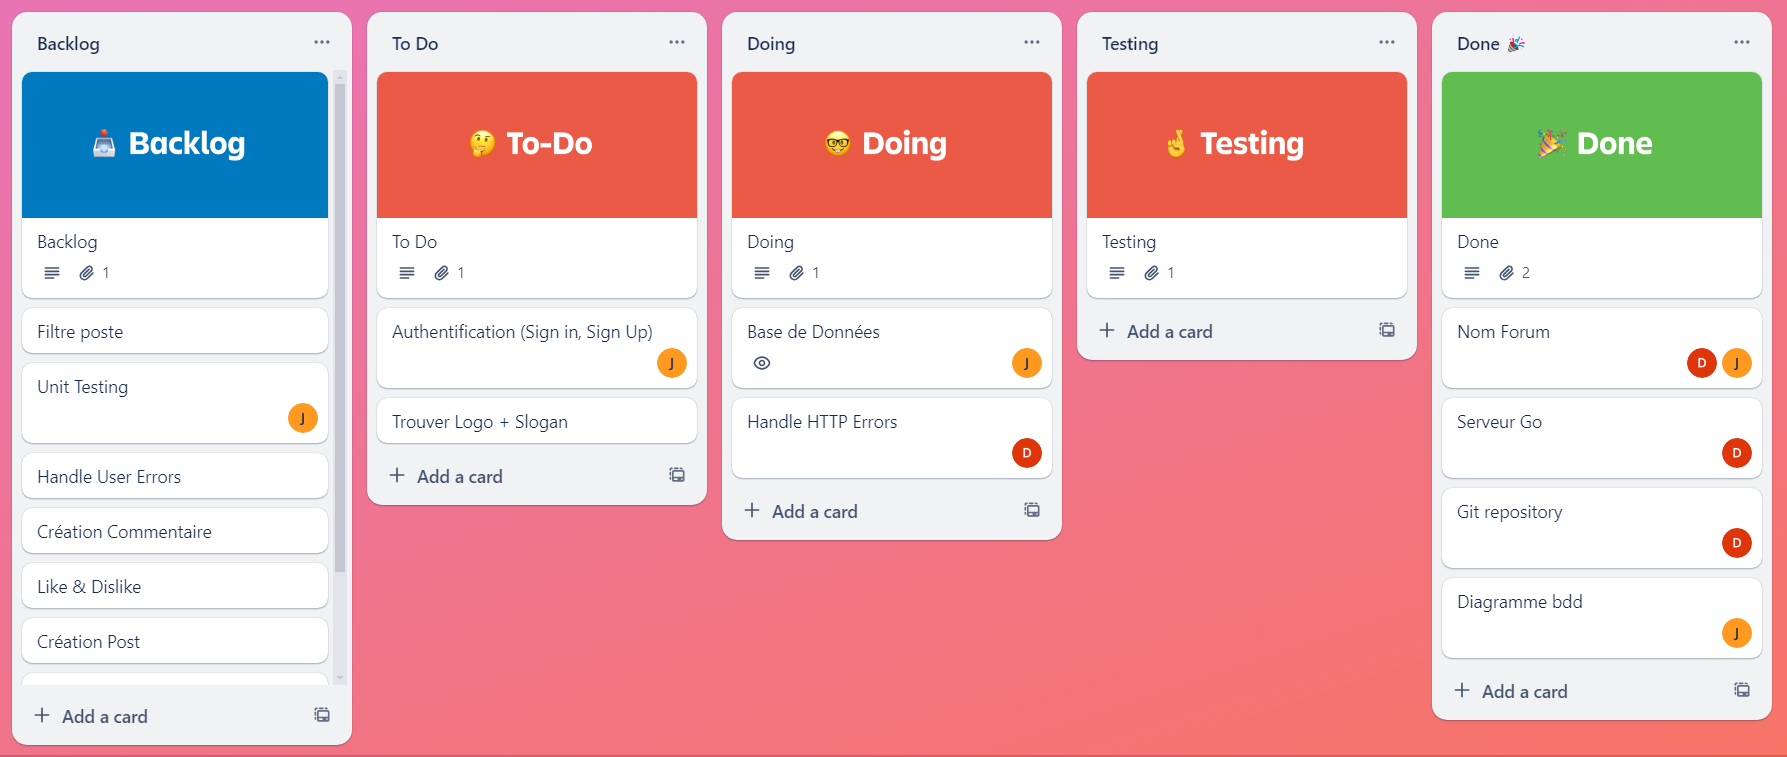 Backlog
Backlog
Backlog
1
Filtre poste
Unit Testing
J
Handle User Errors
Création Commentaire
Like & Dislike
Création Post
Add a card
To Do
To-Do
To Do
1
Authentification (Sign in, Sign Up)
J
Trouver Logo + Slogan
Add a card
Doing
Doing
Doing
1
Base de Données
J
Handle HTTP Errors
D
Add a card
Testing
Testing
Testing
1
Add a card
Done 🎉
Done
Done
2
Nom Forum
D J
Serveur Go
D
Git repository
D
Diagramme bdd
J
Add a card